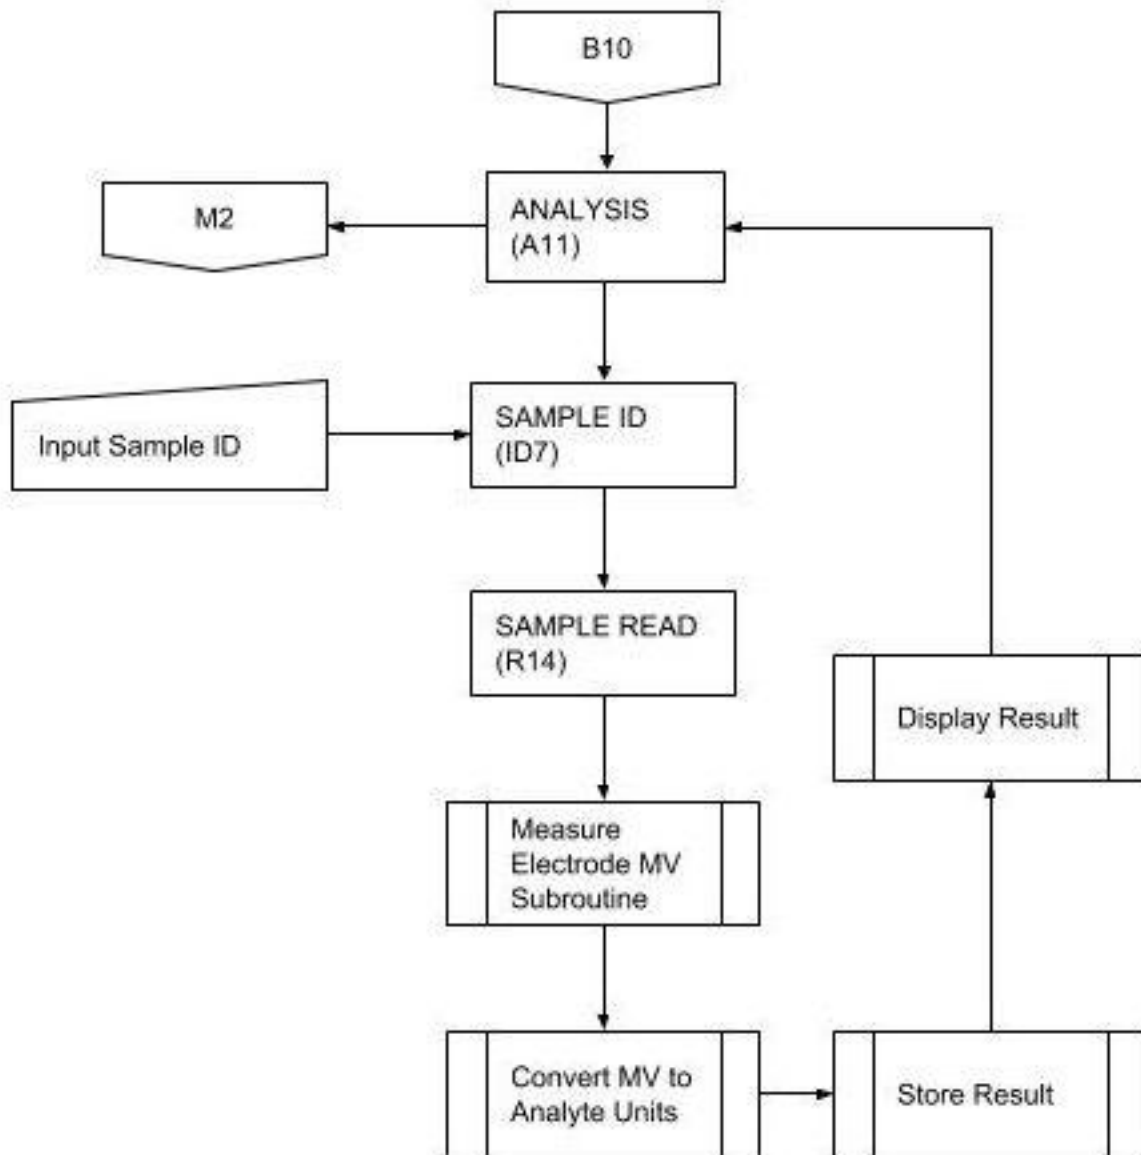 B10
M2
ANALYSIS
(A11)
Input Sample ID
SAMPLE ID
(ID7)
SAMPLE READ
(R14)
Display Result
Measure
Electrode MV
Subroutine
Convert MV to
Analyte Units
Store Result